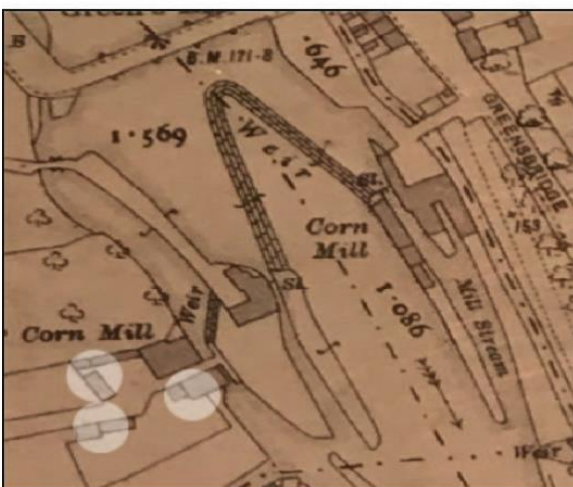 B.M. 171·8
B
·646
1·569
W & T
GREENSBRIDGE
·153
Sl.
Corn
Mill
Sl.
Weir
Corn Mill
1·086
Mill Stream
Weir